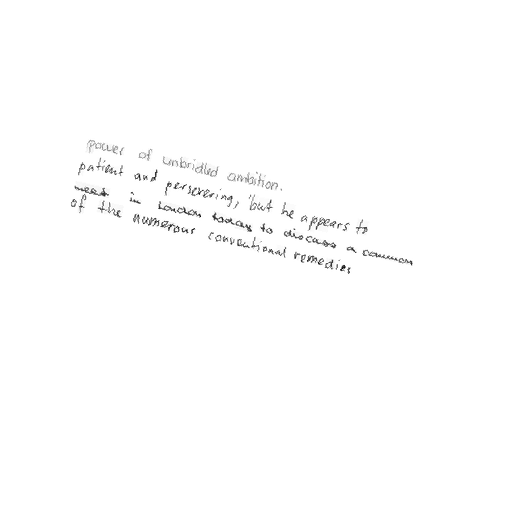 power of unbridled ambition.
patient and persevering, 'but he appears to
meet in London today to discuss a common
of the numerous conventional remedies